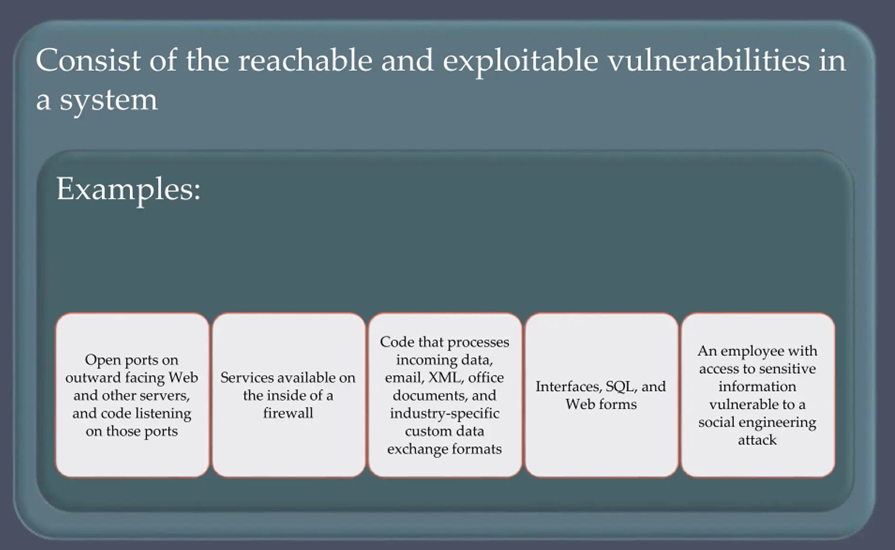 Consist of the reachable and exploitable vulnerabilities in
a system
Examples:
Open ports on
outward facing Web
and other servers,
and code listening
on those ports
Services available on
the inside of a
firewall
Code that processes
incoming data,
email, XML, office
documents, and
industry-specific
custom data
exchange formats
Interfaces, SQL, and
Web forms
An employee with
access to sensitive
information
vulnerable to a
social engineering
attack